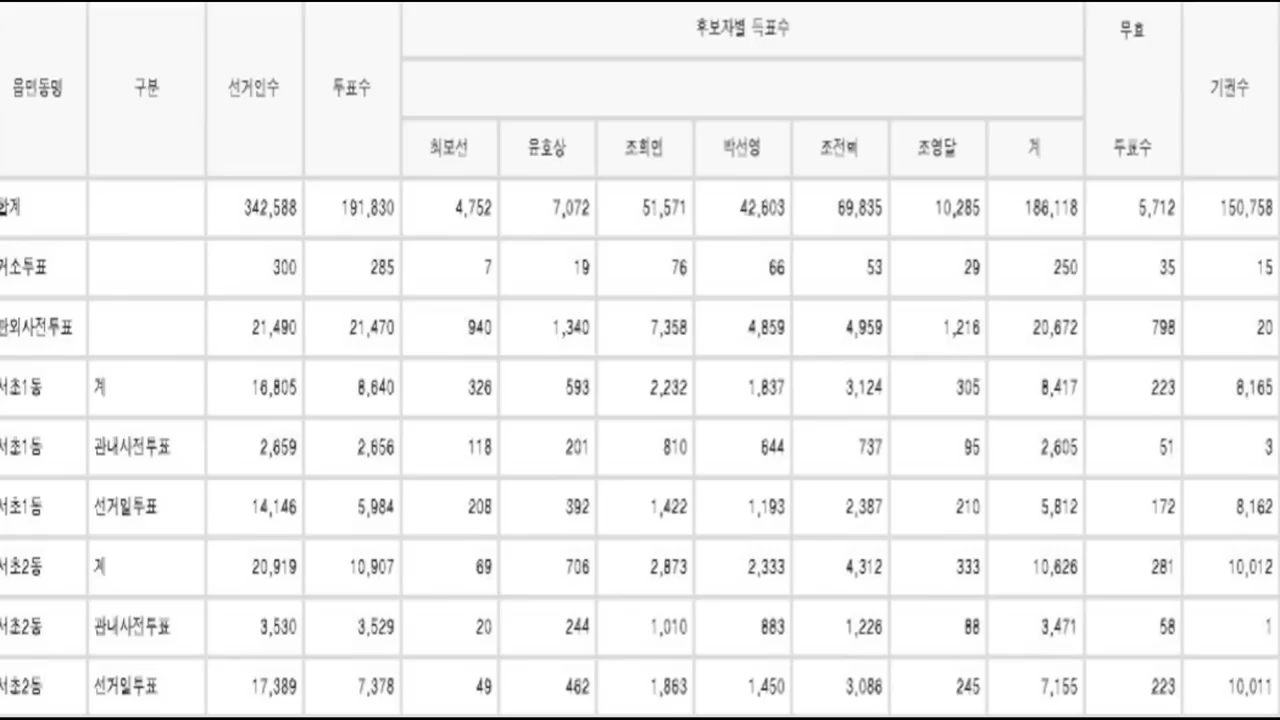 후보자별 득표수 무효
읍면동명 구분 선거인수 투표수 기권수
최보선 윤호상 조희연 박선영 조전혁 조영달 계 투표수
합계 342,588 191,830 4,752 7,072 51,571 42,603 69,835 10,285 186,118 5,712 150,758
거소투표 300 285 7 19 76 66 53 29 250 35 15
관외사전투표 21,490 21,470 940 1,340 7,358 4,859 4,959 1,216 20,672 798 20
서초1동 계 16,805 8,640 326 593 2,232 1,837 3,124 305 8,417 223 8,165
서초1동 관내사전투표 2,659 2,656 118 201 810 644 737 95 2,605 51 3
서초1동 선거일투표 14,146 5,984 208 392 1,422 1,193 2,387 210 5,812 172 8,162
서초2동 계 20,919 10,907 69 706 2,873 2,333 4,312 333 10,626 281 10,012
서초2동 관내사전투표 3,530 3,529 20 244 1,010 883 1,226 88 3,471 58 1
서초2동 선거일투표 17,389 7,378 49 462 1,863 1,450 3,086 245 7,155 223 10,011